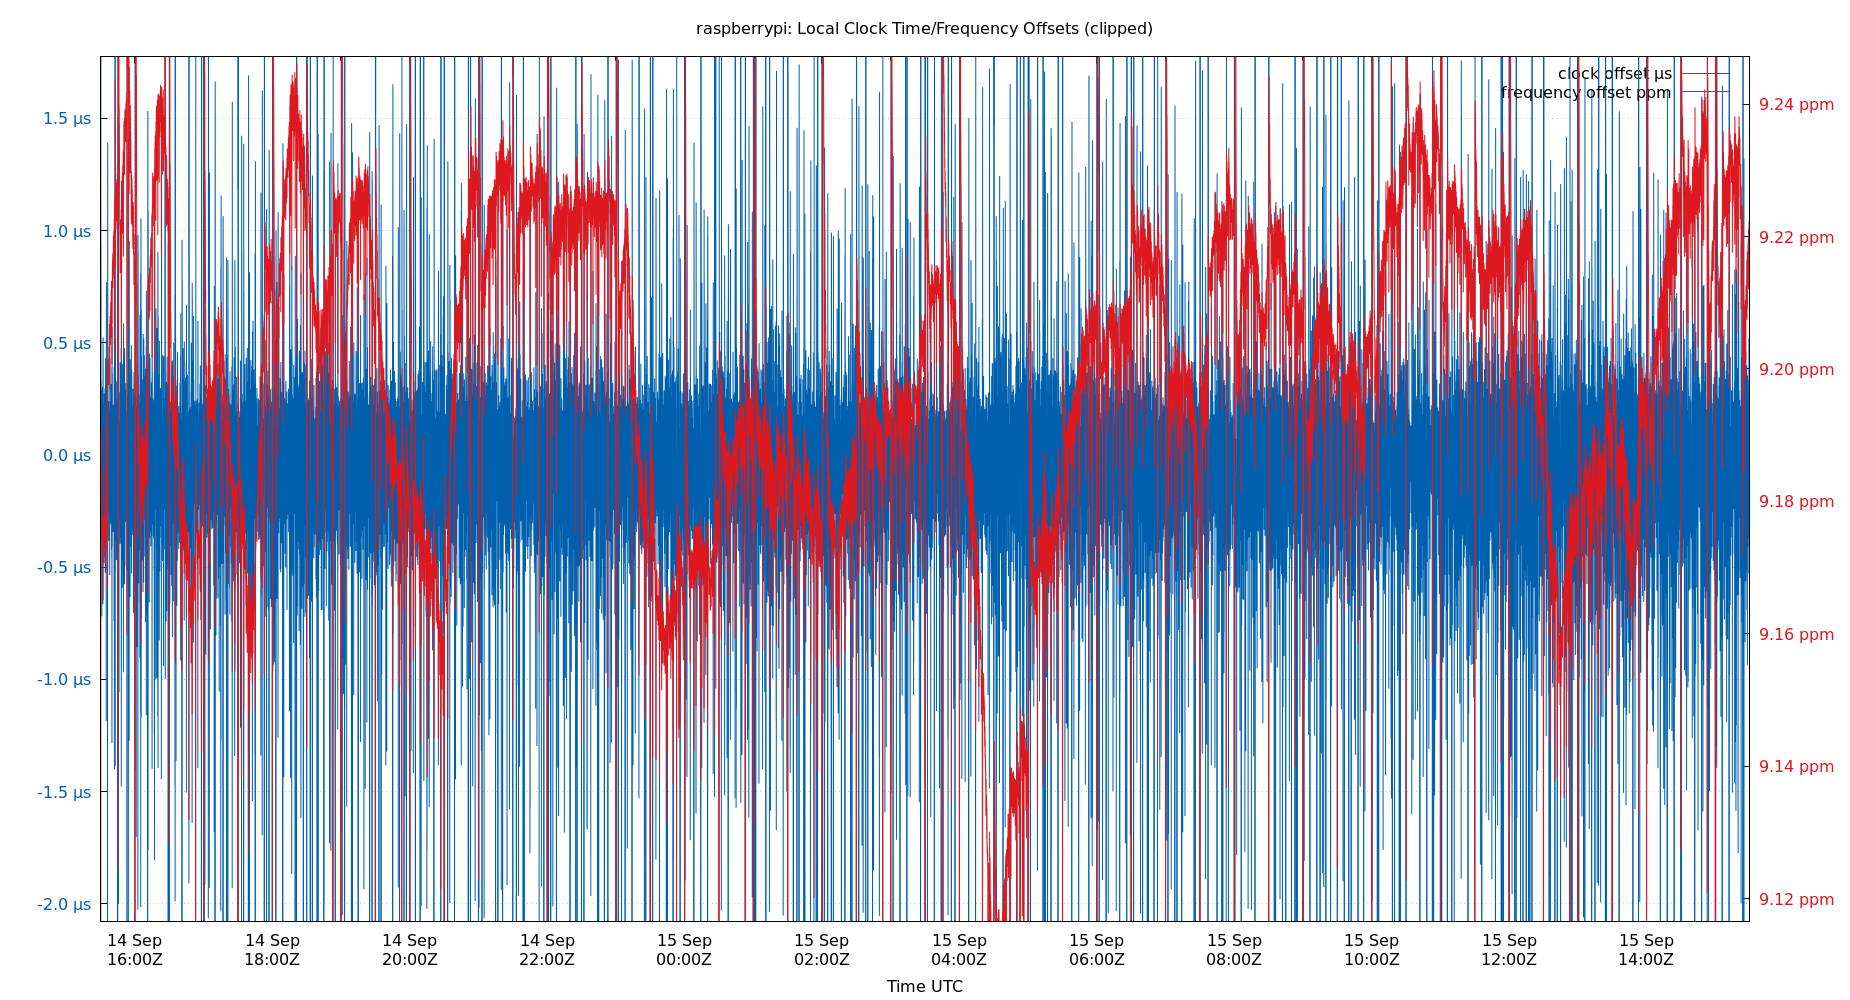 raspberrypi: Local Clock Time/Frequency Offsets (clipped)
clock offset µs
frequency offset ppm
1.5 µs
1.0 µs
0.5 µs
0.0 µs
-0.5 µs
-1.0 µs
-1.5 µs
-2.0 µs
9.24 ppm
9.22 ppm
9.20 ppm
9.18 ppm
9.16 ppm
9.14 ppm
9.12 ppm
14 Sep
16:00Z
14 Sep
18:00Z
14 Sep
20:00Z
14 Sep
22:00Z
15 Sep
00:00Z
15 Sep
02:00Z
15 Sep
04:00Z
15 Sep
06:00Z
15 Sep
08:00Z
15 Sep
10:00Z
15 Sep
12:00Z
15 Sep
14:00Z
Time UTC